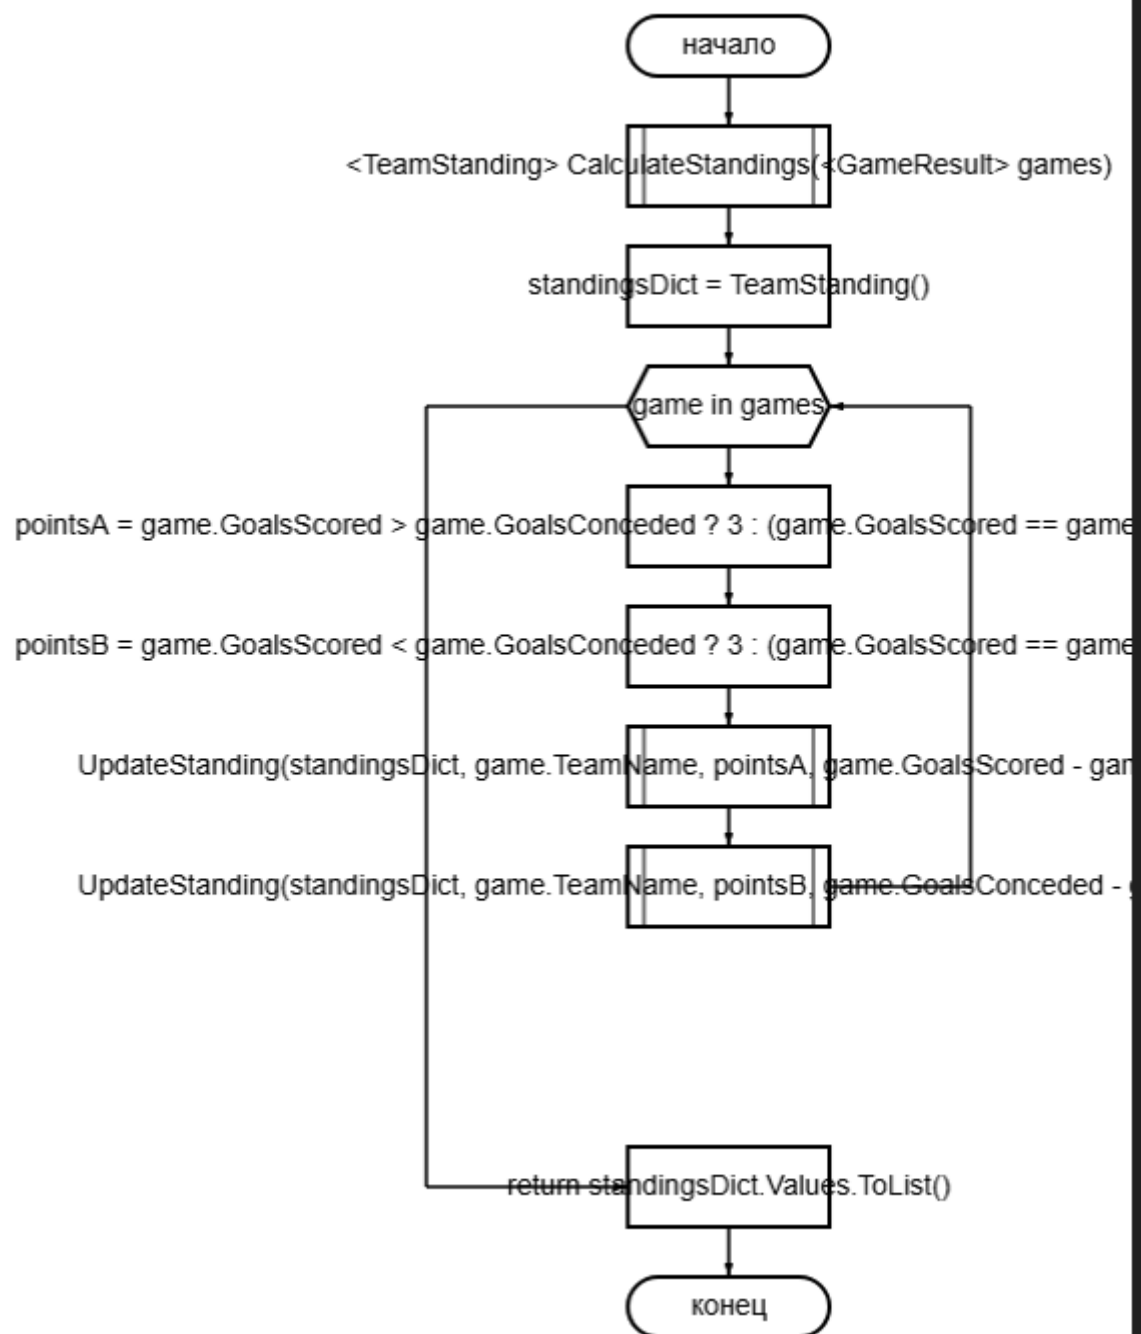 начало
<TeamStanding> CalculateStandings(<GameResult> games)
standingsDict = TeamStanding()
game in games
pointsA = game.GoalsScored > game.GoalsConceded ? 3 : (game.GoalsScored == game
pointsB = game.GoalsScored < game.GoalsConceded ? 3 : (game.GoalsScored == game
UpdateStanding(standingsDict, game.TeamName, pointsA, game.GoalsScored -
UpdateStanding(standingsDict, game.TeamName, pointsB, game.GoalsConceded -
return standingsDict.Values.ToList()
конец